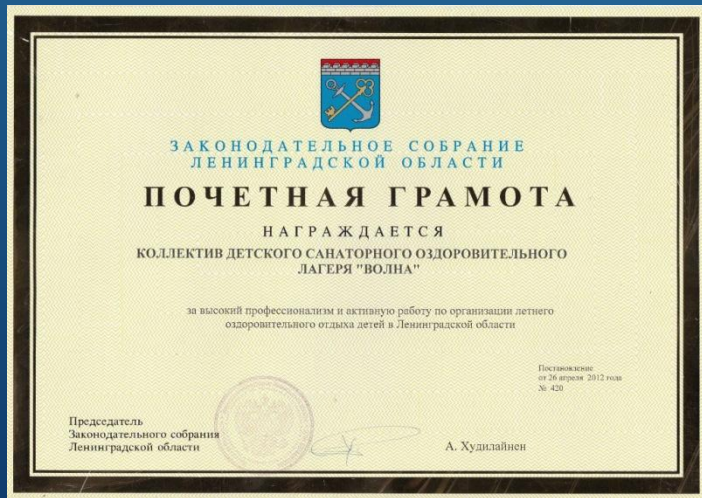 ЗАКОНОДАТЕЛЬНОЕ СОБРАНИЕ
ЛЕНИНГРАДСКОЙ ОБЛАСТИ
ПОЧЕТНАЯ ГРАМОТА
НАГРАЖДАЕТСЯ
КОЛЛЕКТИВ ДЕТСКОГО САНАТОРНОГО ОЗДОРОВИТЕЛЬНОГО
ЛАГЕРЯ "ВОЛНА"
за высокий профессионализм и активную работу по организации летнего
оздоровительного отдыха детей в Ленинградской области
Постановление
от 26 апреля 2012 года
№ 420
Председатель
Законодательного собрания
Ленинградской области
А. Худилайнен